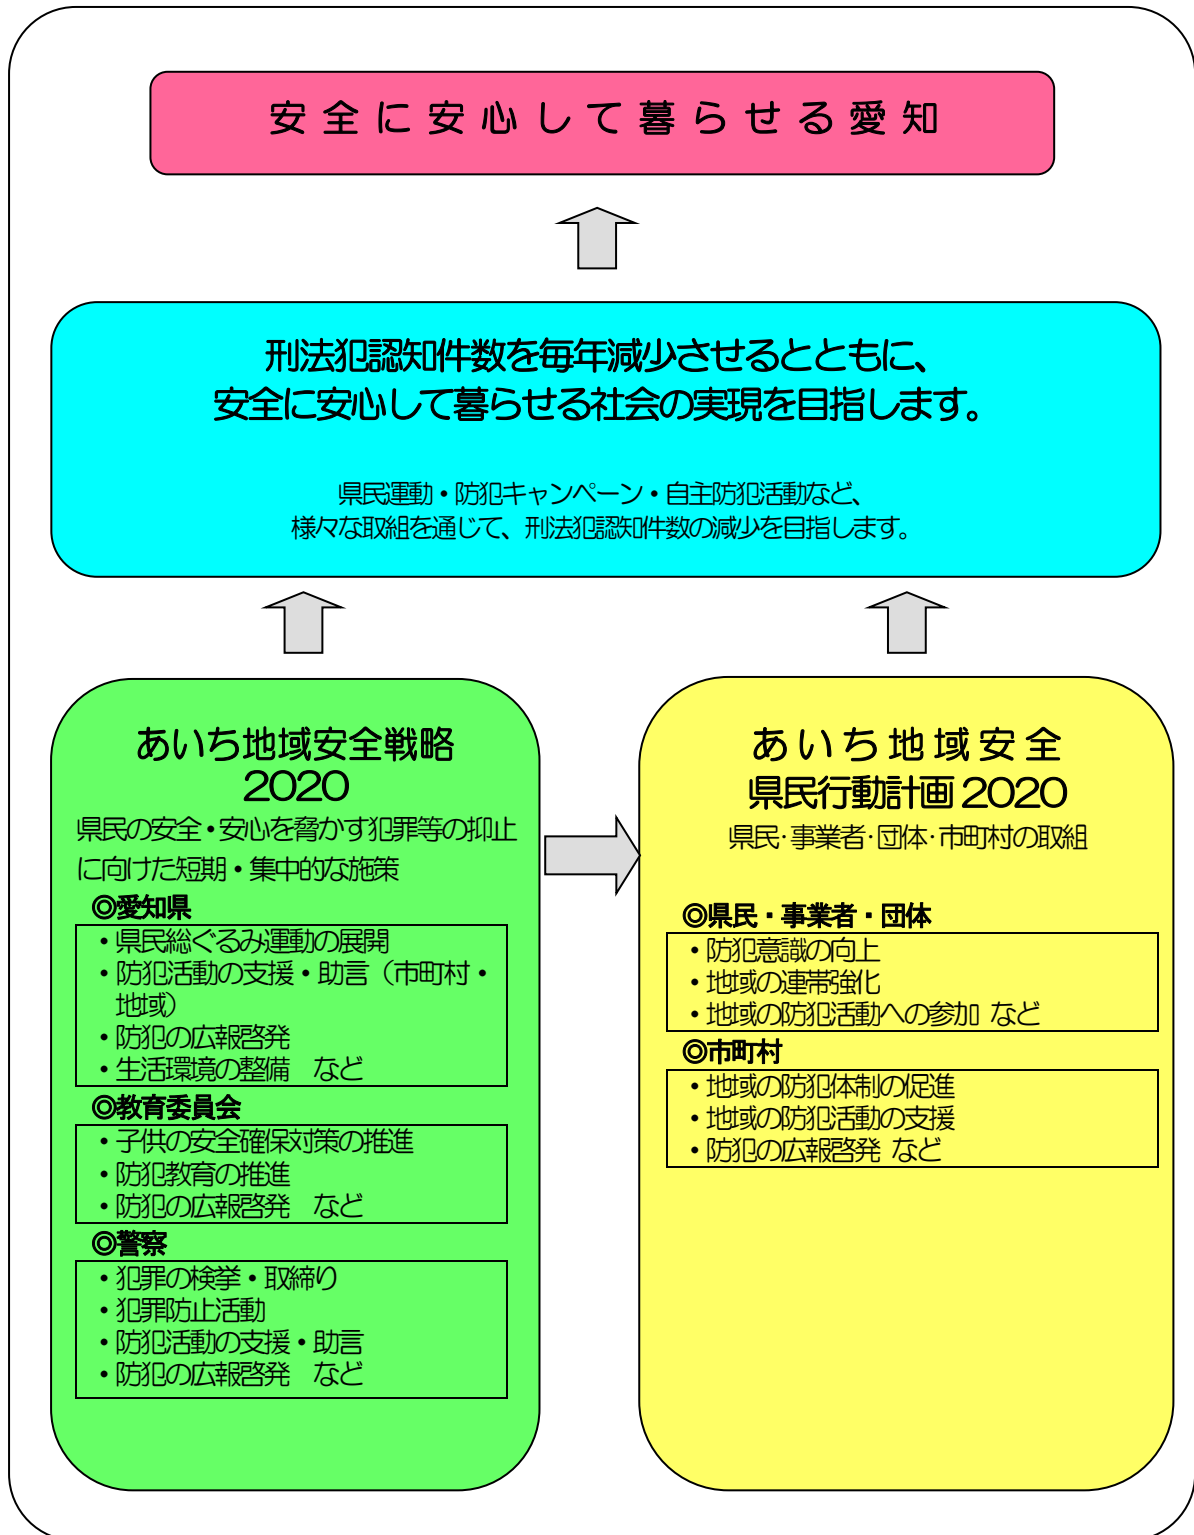 安全に安心して暮らせる愛知
刑法犯認知件数を毎年減少させるとともに、
安全に安心して暮らせる社会の実現を目指します。
県民運動・防犯キャンペーン・自主防犯活動など、
様々な取組を通じて、刑法犯認知件数の減少を目指します。
あいち地域安全戦略
2020
県民の安全・安心を脅かす犯罪等の抑止
に向けた短期・集中的な施策
◎愛知県
・県民総ぐるみ運動の展開
・防犯活動の支援・助言（市町村・
地域）
・防犯の広報啓発
・生活環境の整備　など
◎教育委員会
・子供の安全確保対策の推進
・防犯教育の推進
・防犯の広報啓発　など
◎警察
・犯罪の検挙・取締り
・犯罪防止活動
・防犯活動の支援・助言
・防犯の広報啓発　など
あいち地域安全
県民行動計画 2020
県民・事業者・団体・市町村の取組
◎県民・事業者・団体
・防犯意識の向上
・地域の連帯強化
・地域の防犯活動への参加 など
◎市町村
・地域の防犯体制の促進
・地域の防犯活動の支援
・防犯の広報啓発 など